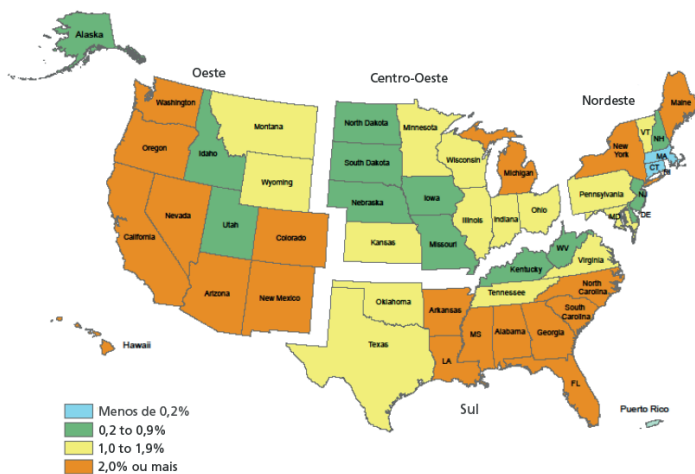 Alaska
Oeste
Centro-Oeste
Nordeste
Washington
Oregon
California
Nevada
Idaho
Montana
Wyoming
Utah
Colorado
Arizona
New Mexico
Hawaii
North Dakota
South Dakota
Nebraska
Kansas
Minnesota
Iowa
Missouri
Wisconsin
Illinois
Michigan
Indiana
Ohio
Maine
VT
NH
New York
MA
CT
RI
Pennsylvania
NJ
MD
DE
WV
Virginia
Kentucky
Tennessee
North Carolina
South Carolina
Oklahoma
Texas
Arkansas
LA
MS
Alabama
Georgia
FL
Sul
Puerto Rico
Menos de 0,2%
0,2 to 0,9%
1,0 to 1,9%
2,0% ou mais